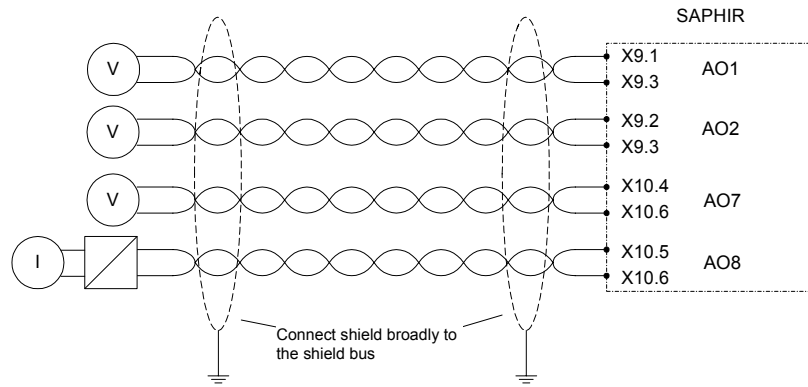 SAPHIR
V
X9.1
X9.3
AO1
V
X9.2
X9.3
AO2
V
X10.4
X10.6
AO7
I
X10.5
X10.6
AO8
Connect shield broadly to
the shield bus